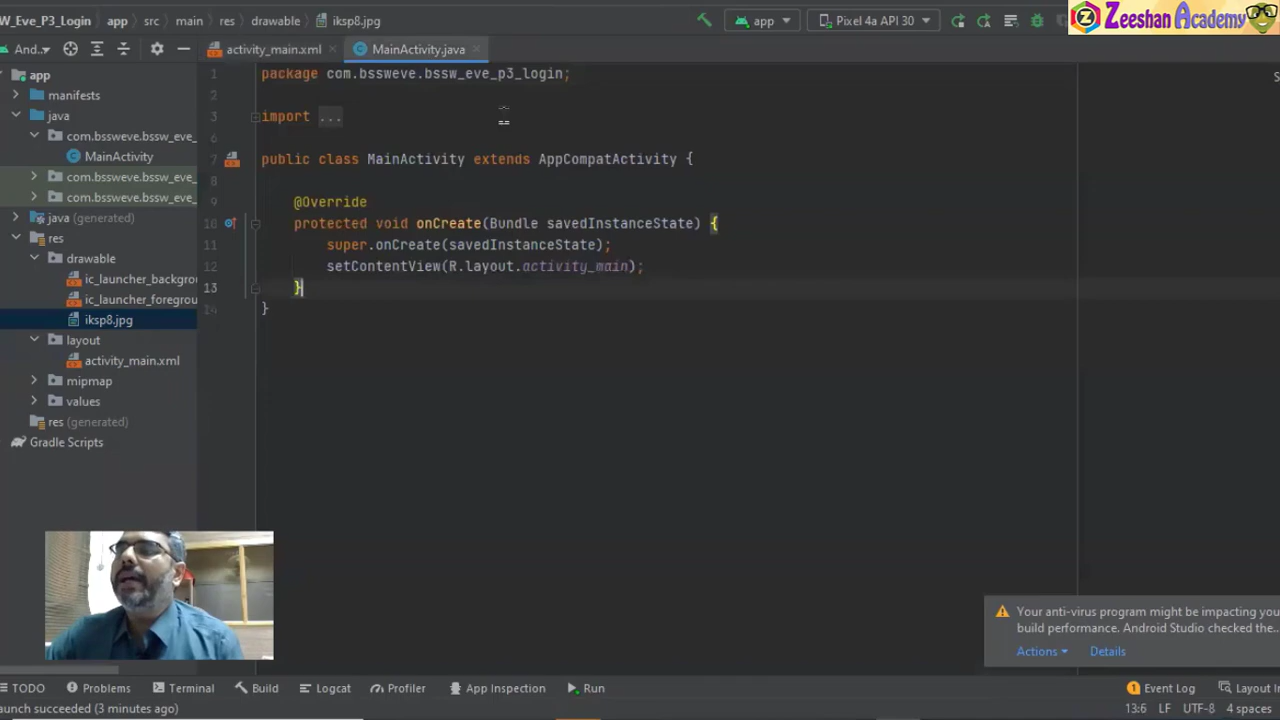 W_Eve_P3_Login app src main res drawable iksp8.jpg
app Pixel 4a API 30
Zeeshan Academy
And..
activity_main.xml MainActivity.java
app
manifests
java
com.bssweve.bssw_eve_
MainActivity
com.bssweve.bssw_eve_
com.bssweve.bssw_eve_
java (generated)
res
drawable
ic_launcher_backgrou
ic_launcher_foregrou
iksp8.jpg
layout
activity_main.xml
mipmap
values
res (generated)
Gradle Scripts
1 package com.bssweve.bssw_eve_p3_login;
2
3 import ...
6
7 public class MainActivity extends AppCompatActivity {
8
9 @Override
10 protected void onCreate(Bundle savedInstanceState) {
11 super.onCreate(savedInstanceState);
12 setContentView(R.layout.activity_main);
13 }
14 }
Your anti-virus program might be impacting you
build performance. Android Studio checked the...
Actions Details
TODO Problems Terminal Build Logcat Profiler App Inspection Run 1 Event Log Layout In
aunch succeeded (3 minutes ago) 13:6 LF UTF-8 4 spaces